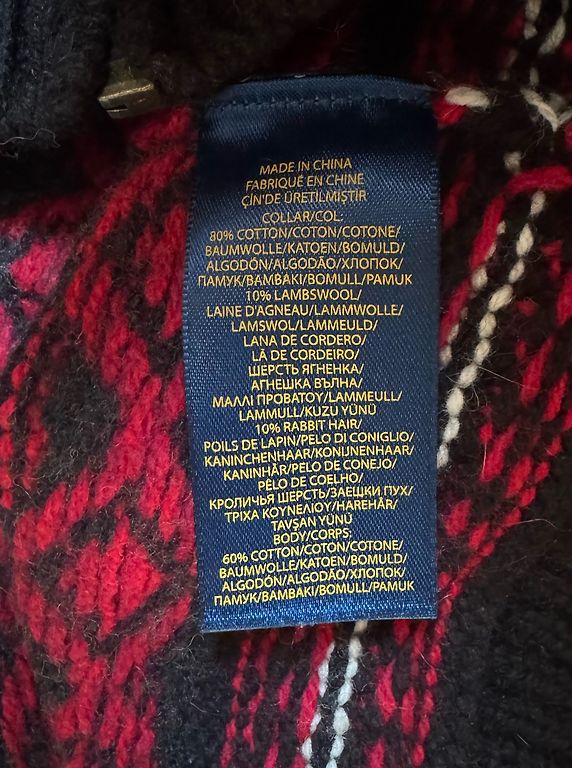 MADE IN CHINA
FABRIQUÉ EN CHINE
ÇİN'DE ÜRETİLMİŞTİR
COLLAR/COL:
80% COTTON/COTON/COTONE/
BAUMWOLLE/KATOEN/BOMULD/
ALGODÓN/ALGODÃO/ХЛОПОК/
ПАМУК/BAMBAKI/BOMULL/PAMUK
10% LAMBSWOOL/
LAINE D'AGNEAU/LAMMWOLLE/
LAMSWOL/LAMMEULD/
LANA DE CORDERO/
LÃ DE CORDEIRO/
ШЕРСТЬ ЯГНЕНКА/
АГНЕШКА ВЪЛНА/
ΜΑΛΛΙ ΠΡΟΒΑΤΟΥ/LAMMEULL/
LAMMULL/KUZU YÜNÜ
10% RABBIT HAIR/
POILS DE LAPIN/PELO DI CONIGLIO/
KANINCHENHAAR/KONIJNENHAAR/
KANINHÅR/PELO DE CONEJO/
PÊLO DE COELHO/
КРОЛИЧЬЯ ШЕРСТЬ/ЗАЕШКИ ПУХ/
ΤΡΙΧΑ ΚΟΥΝΕΛΙΟΥ/HAREHÅR/
TAVŞAN YÜNÜ
BODY/CORPS:
60% COTTON/COTON/COTONE/
BAUMWOLLE/KATOEN/BOMULD/
ALGODÓN/ALGODÃO/ХЛОПОК/
ПАМУК/BAMBAKI/BOMULL/PAMUK